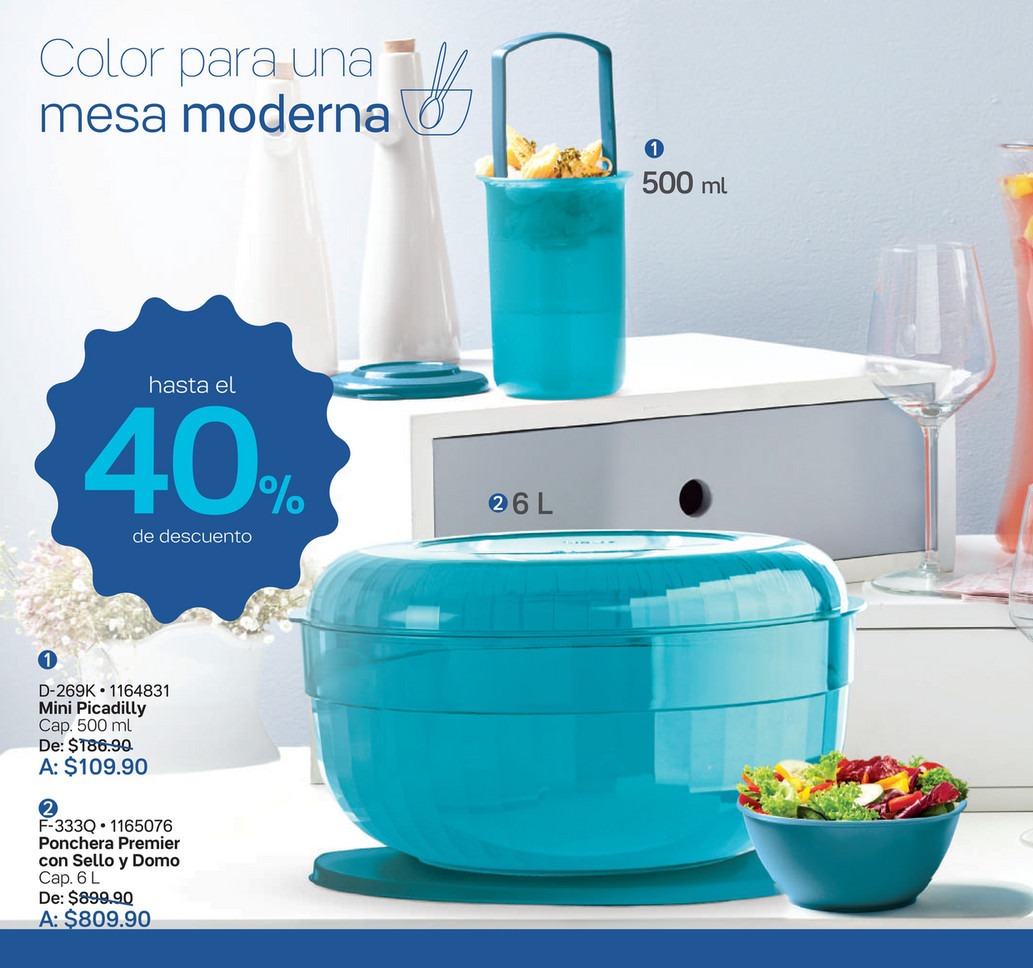 Color para una
mesa moderna
1
500 ml
hasta el
40%
de descuento
2 6 L
1
D-269K • 1164831
Mini Picadilly
Cap. 500 ml
De: $186.90
A: $109.90
2
F-333Q • 1165076
Ponchera Premier
con Sello y Domo
Cap. 6 L
De: $899.90
A: $809.90